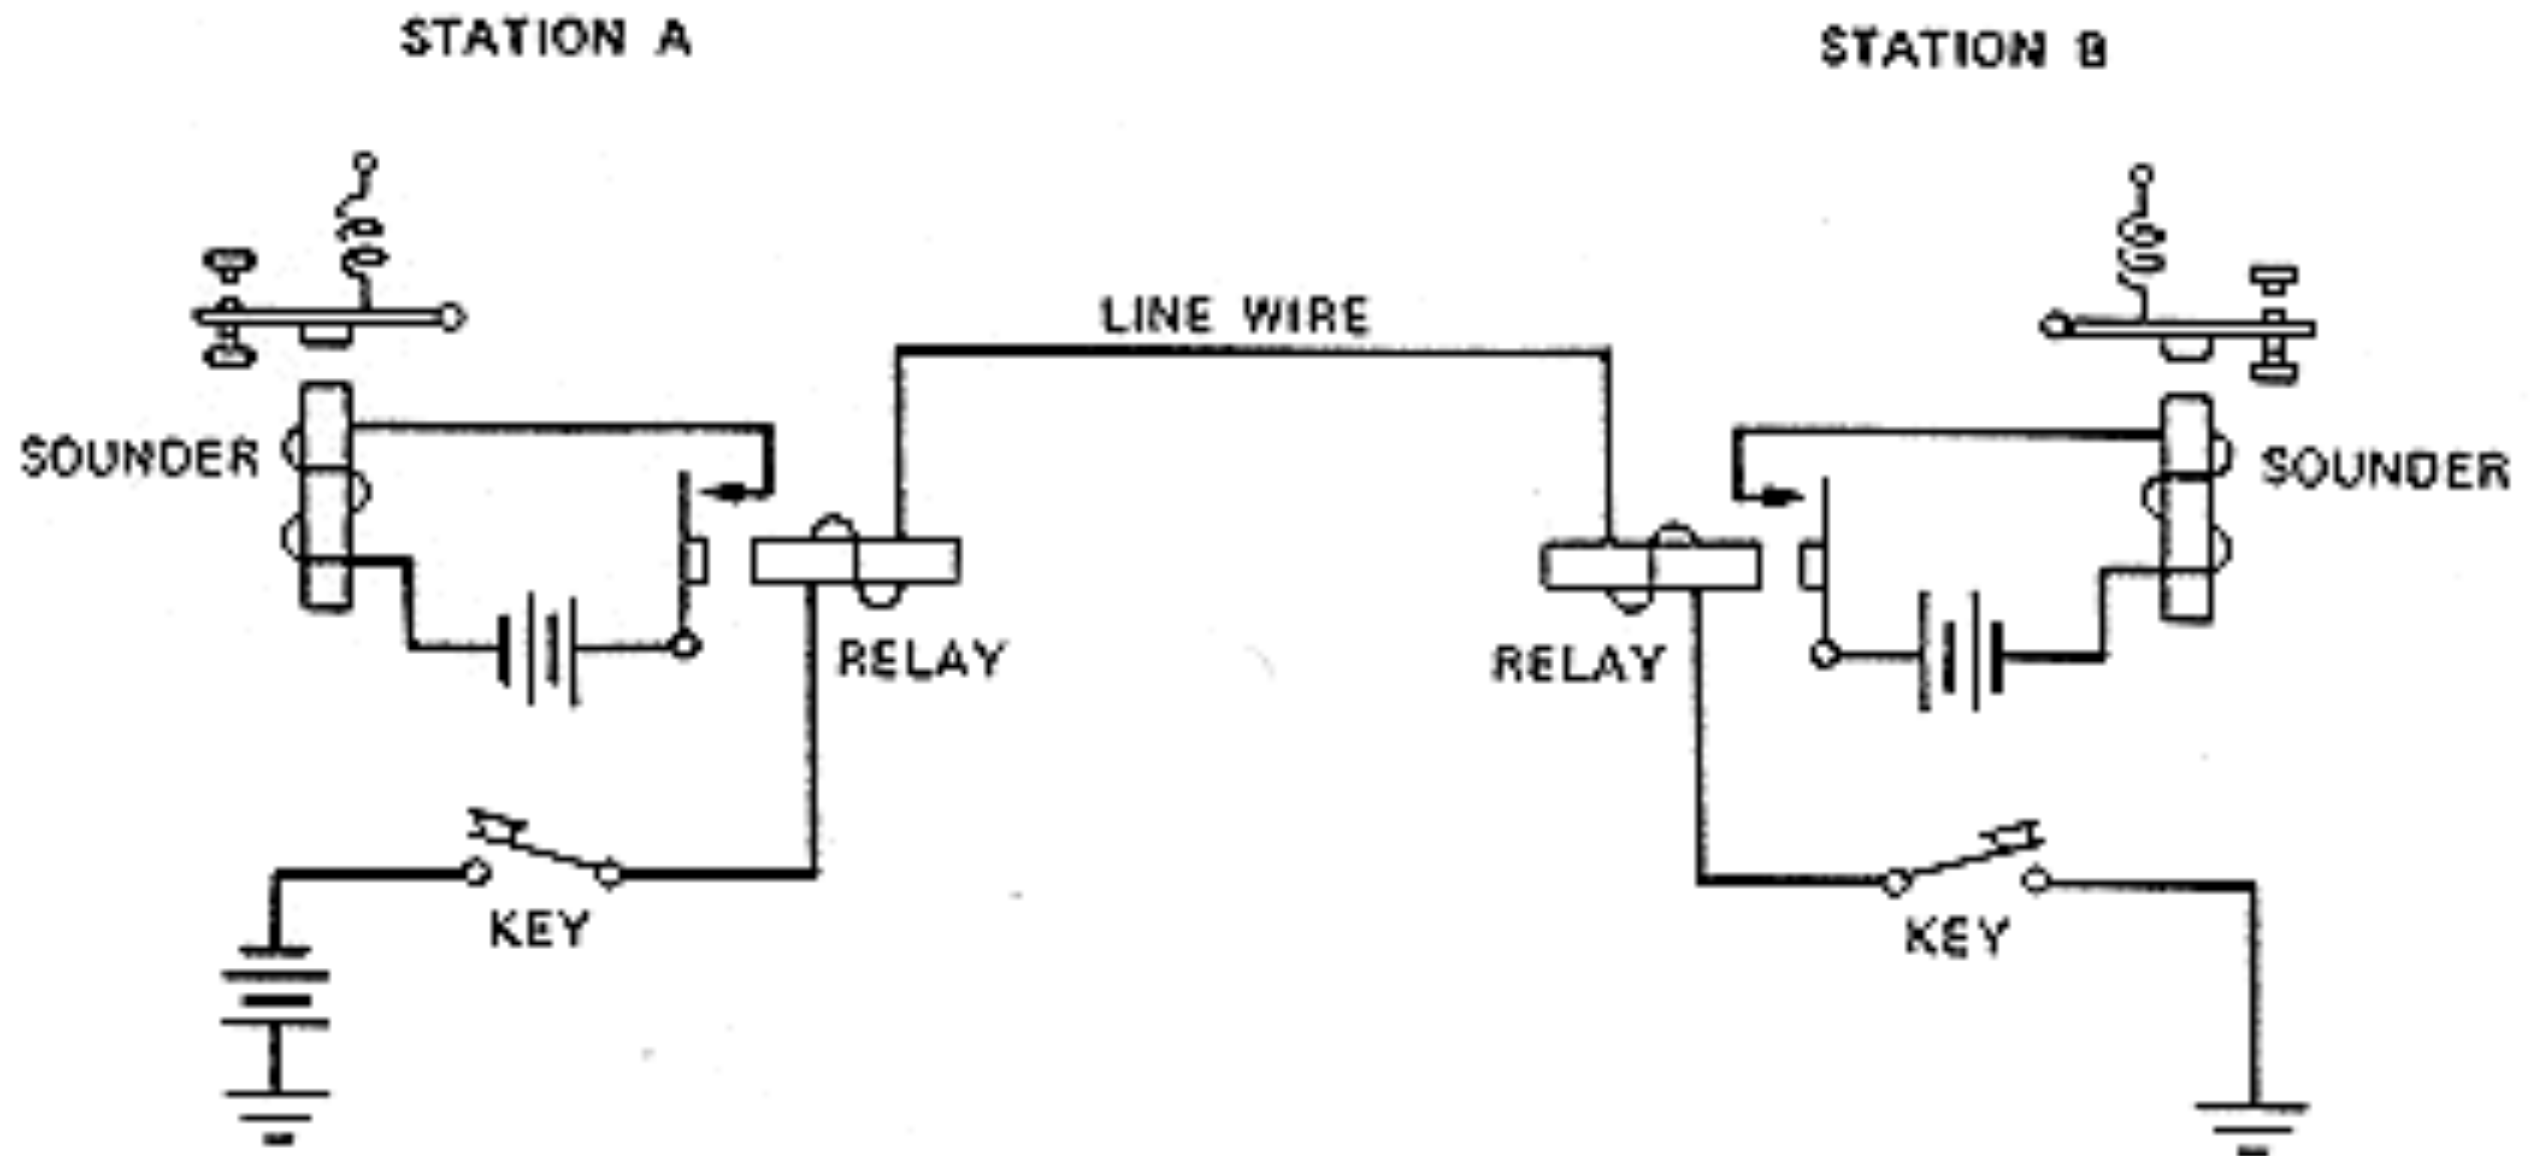 STATION A
STATION B
LINE WIRE
SOUNDER
SOUNDER
RELAY
RELAY
KEY
KEY